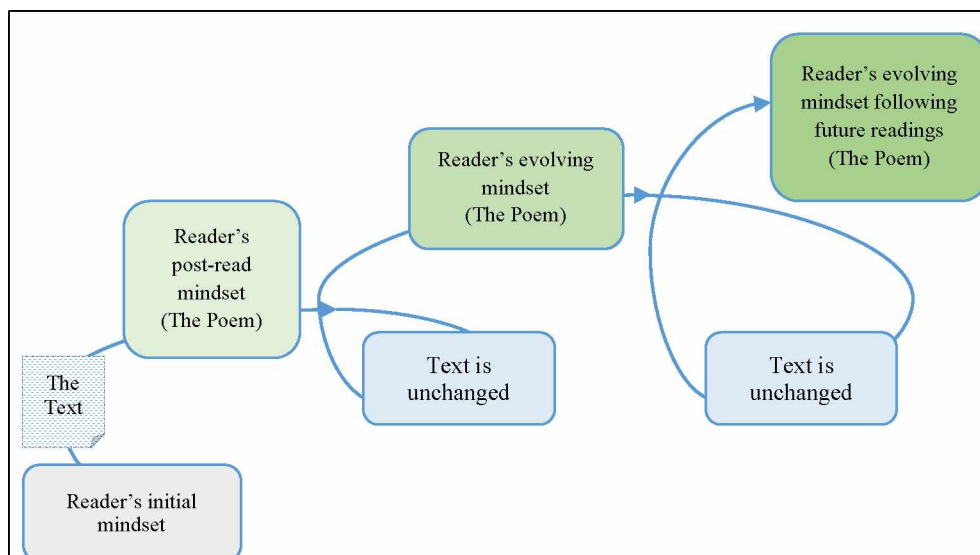 Reader’s evolving
mindset following
future readings
(The Poem)
Reader’s evolving
mindset
(The Poem)
Reader’s
post-read
mindset
(The Poem)
Text is
unchanged
Text is
unchanged
The
Text
Reader’s initial
mindset